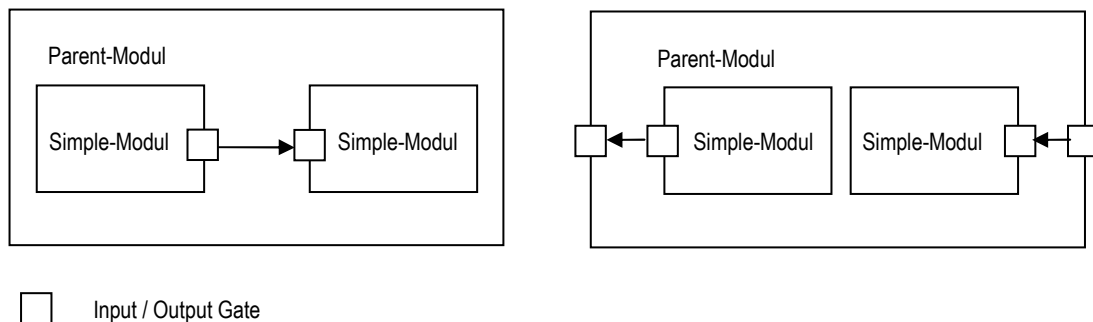 Parent-Modul
Simple-Modul
Simple-Modul
Parent-Modul
Simple-Modul
Simple-Modul
Input / Output Gate